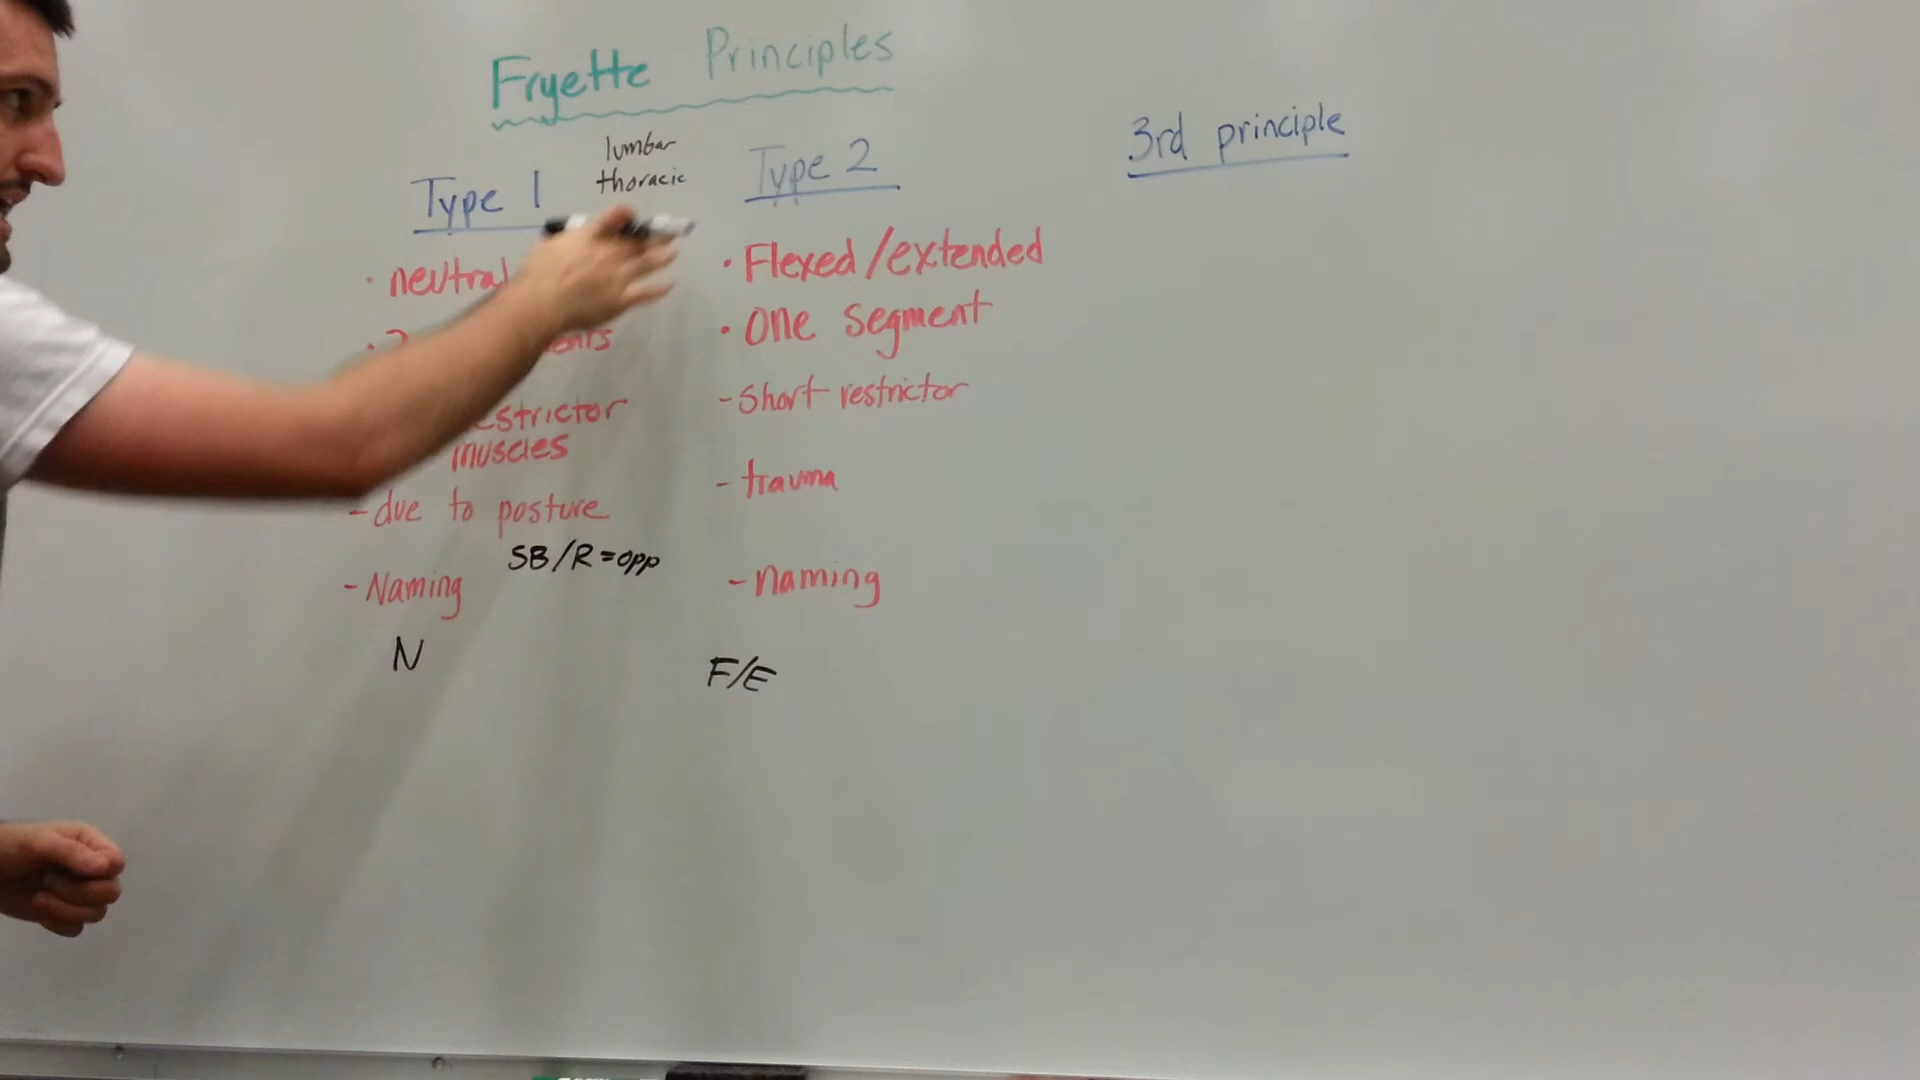 Fryette Principles
lumbar
thoracic
Type 1
· neutral
muscles
- due to posture
SB/R = opp
- Naming
N
Type 2
· Flexed/extended
· One segment
- Short restrictor
- trauma
- naming
F/E
3rd principle